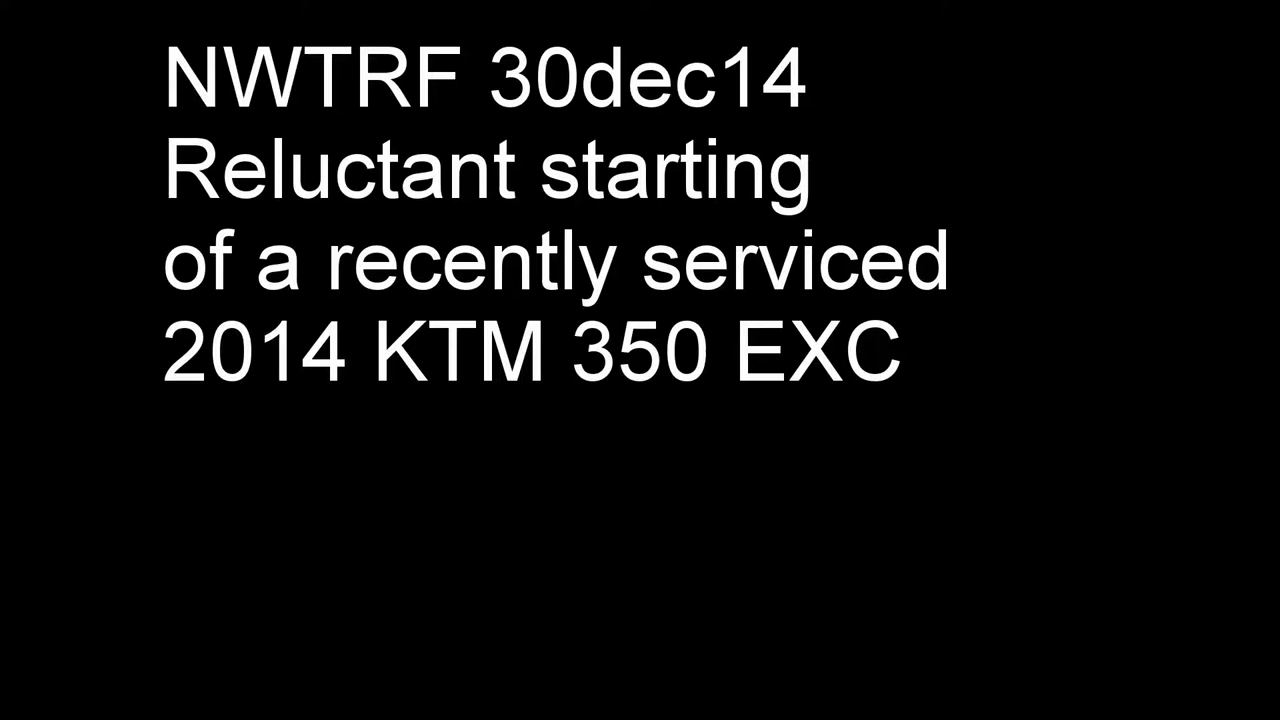 NWTRF 30dec14
Reluctant starting
of a recently serviced
2014 KTM 350 EXC